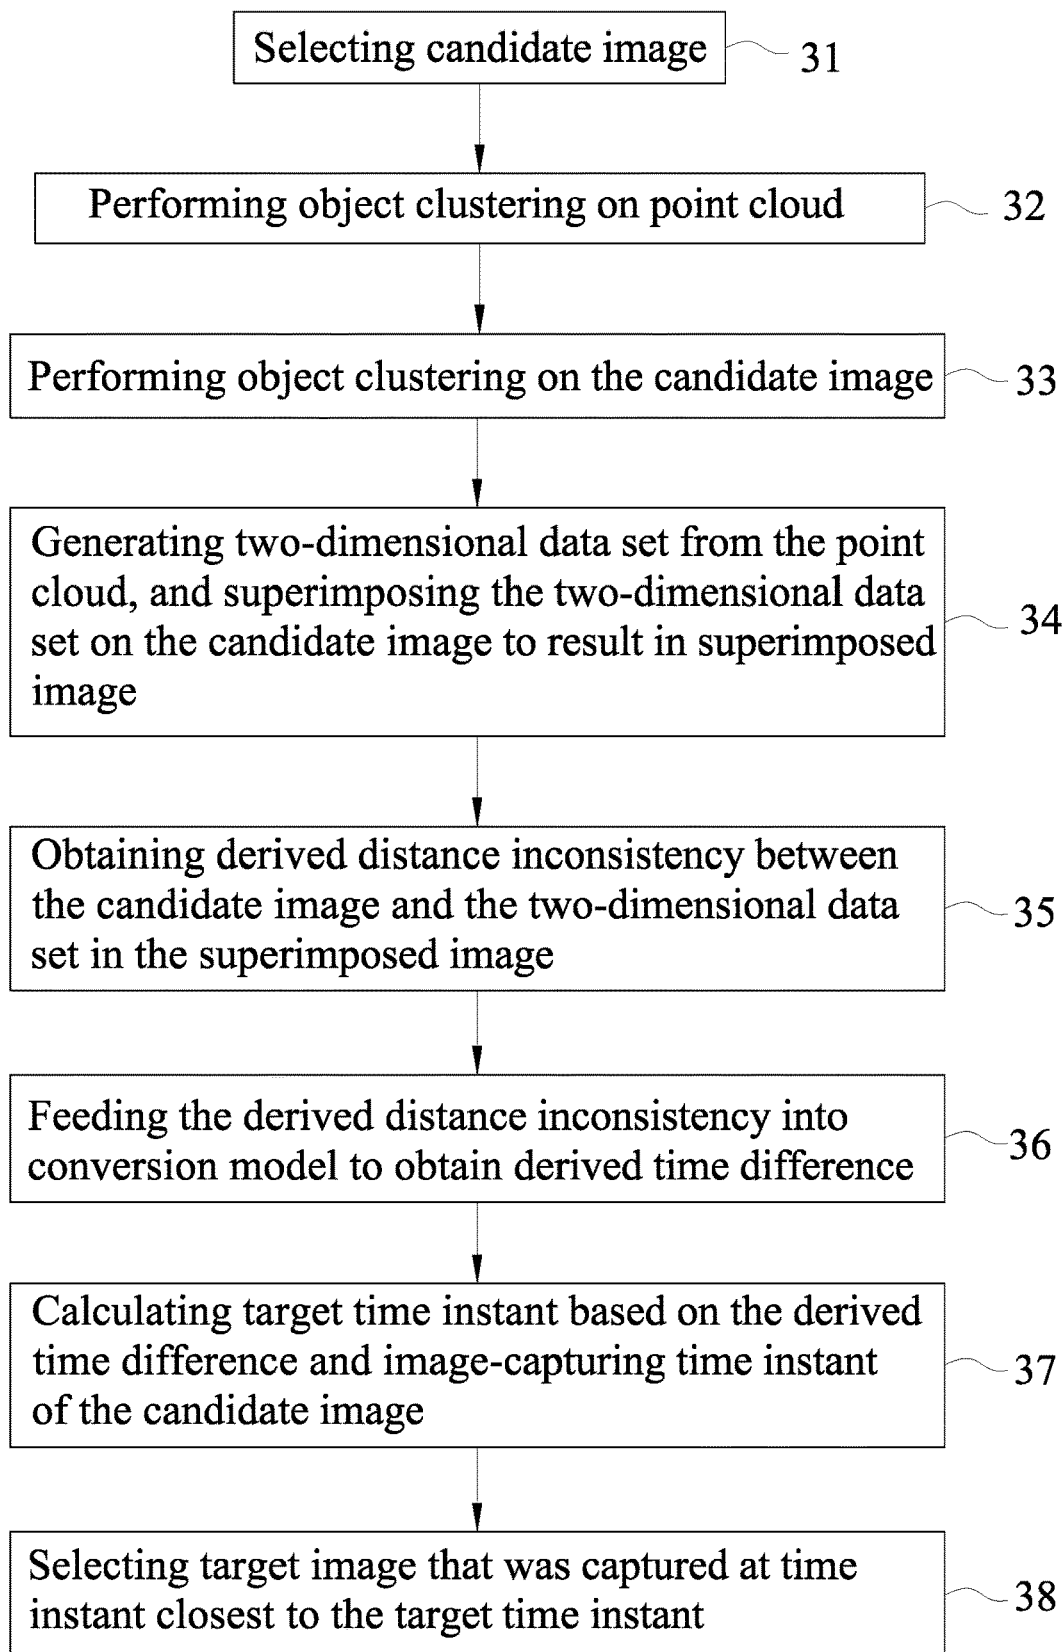 Selecting candidate image
31
Performing object clustering on point cloud
32
Performing object clustering on the candidate image
33
Generating two-dimensional data set from the point
cloud, and superimposing the two-dimensional data
set on the candidate image to result in superimposed
image
34
Obtaining derived distance inconsistency between
the candidate image and the two-dimensional data
set in the superimposed image
35
Feeding the derived distance inconsistency into
conversion model to obtain derived time difference
36
Calculating target time instant based on the derived
time difference and image-capturing time instant
of the candidate image
37
Selecting target image that was captured at time
instant closest to the target time instant
38